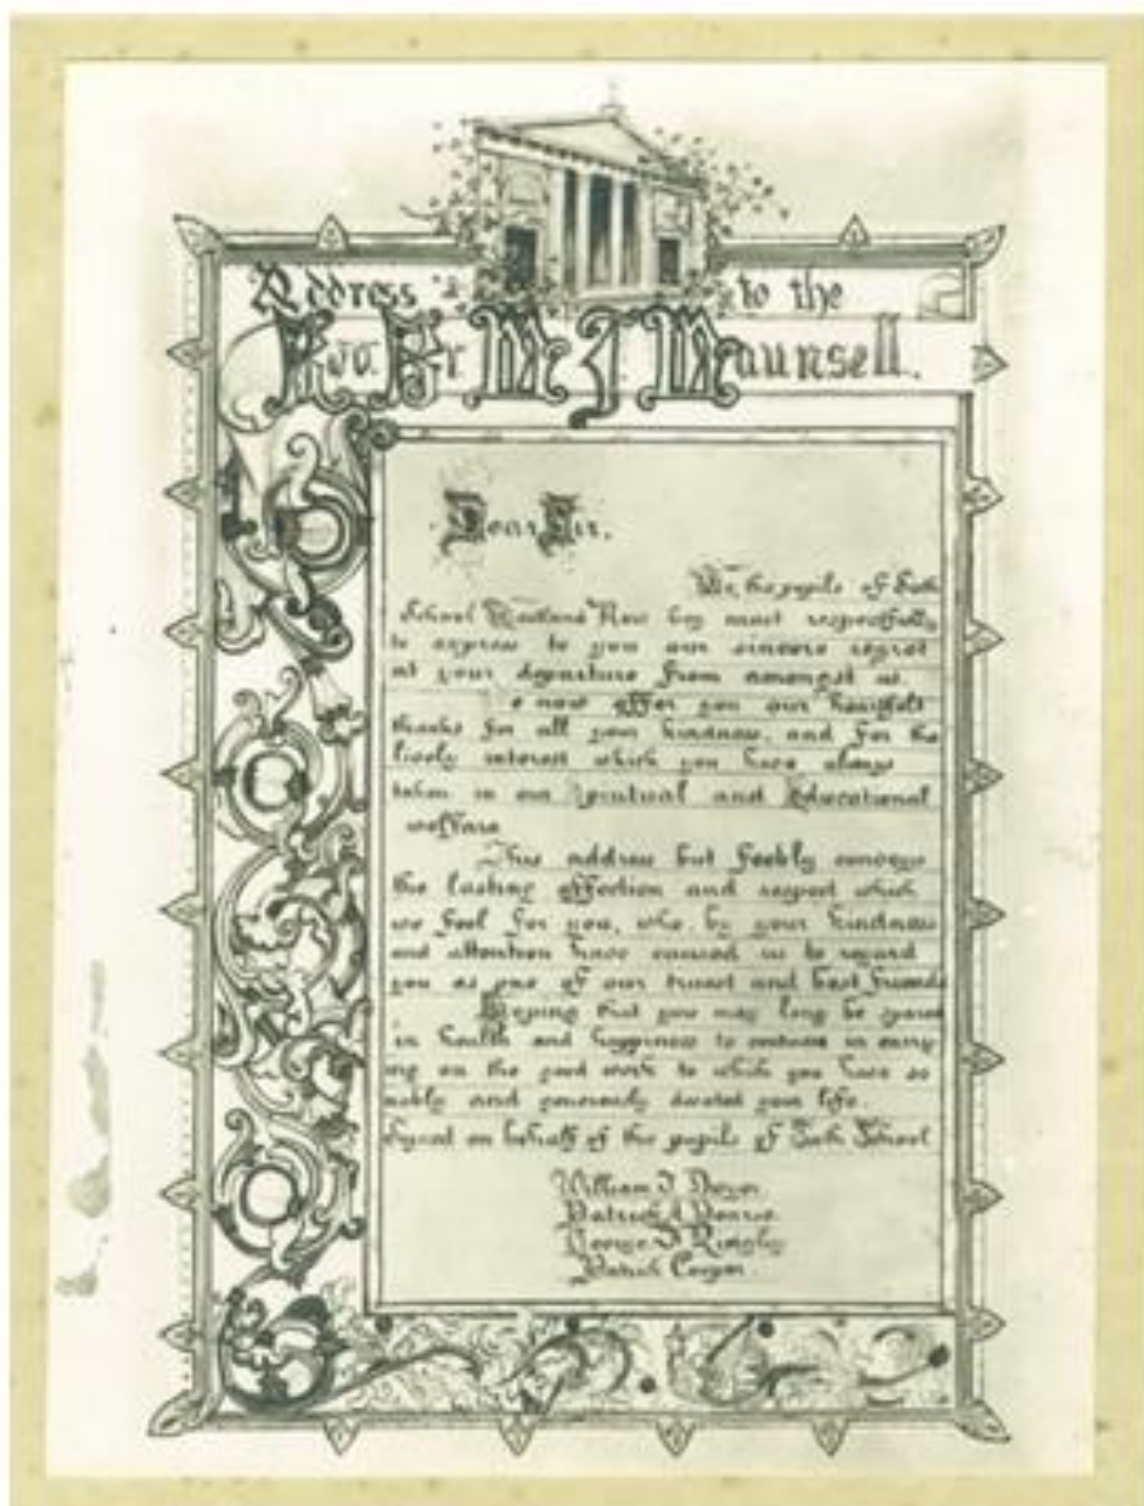 Address to the
Rev. Fr M. J. Maunsell.
Dear Sir,
We, the pupils of
School Row beg most respectfully
to express to you our sincere regret
at your departure from amongst us.
e now offer you our heartfelt
thanks for all your kindness, and for the
lively interest which you have always
taken in our Spiritual and Educational
welfare
This address but feebly conveys
the lasting affection and respect which
we feel for you, who by your kindness
and attention have caused us to regard
you as one of our truest and best friends
Hoping that you may long be spared
in health and happiness to continue in carry
ing on the good work to which you have so
nobly and generously devoted your life.
Signed on behalf of the pupils of School
William J.
Patrick A
George
Patrick Cooper.